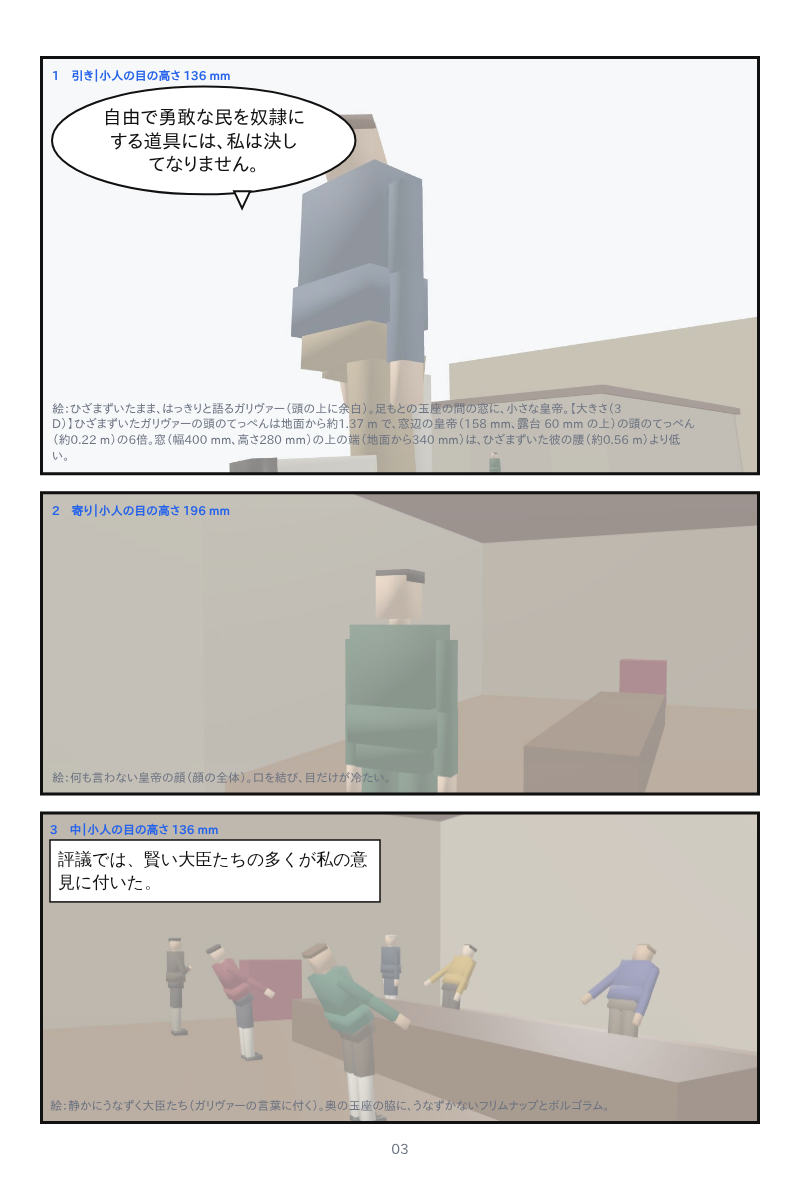 1 引き|小人の目の高さ 136 mm
自由で勇敢な民を奴隷に
する道具には、私は決し
てなりません。
絵:ひざまずいたまま、はっきりと語るガリヴァー(頭の上に余白)。足もとの玉座の間の窓に、小さな皇帝。【大きさ(3
D)】ひざまずいたガリヴァーの頭のてっぺんは地面から約1.37 m で、窓辺の皇帝(158 mm、露台 60 mm の上)の頭のてっぺん
(約0.22 m)の6倍。窓(幅400 mm、高さ280 mm)の上の端(地面から340 mm)は、ひざまずいた彼の腰(約0.56 m)より低
い。
2 寄り|小人の目の高さ 196 mm
絵:何も言わない皇帝の顔(顔の全体)。口を結び、目だけが冷たい。
3 中|小人の目の高さ 136 mm
評議では、賢い大臣たちの多くが私の意
見に付いた。
絵:静かにうなずく大臣たち(ガリヴァーの言葉に付く)。奥の玉座の脇に、うなずかないフリムナップとボルゴラム。
03